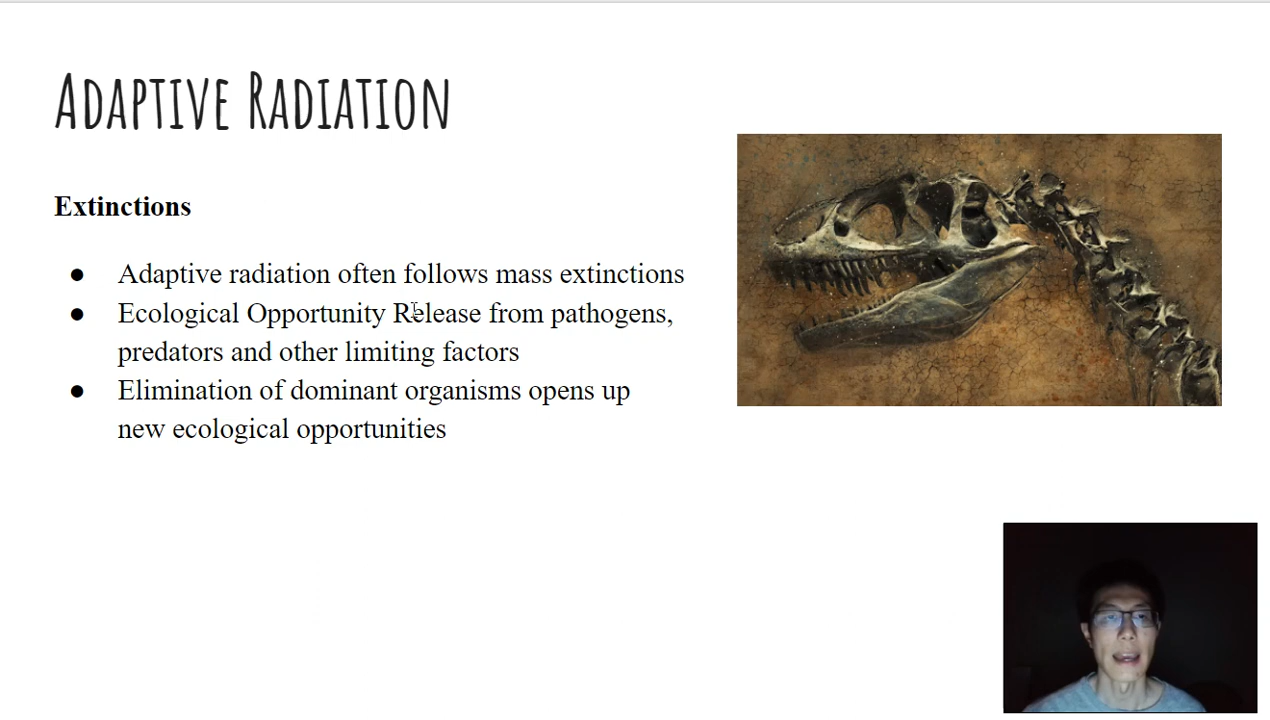 ADAPTIVE RADIATION
Extinctions
● Adaptive radiation often follows mass extinctions
● Ecological Opportunity Release from pathogens,
predators and other limiting factors
● Elimination of dominant organisms opens up
new ecological opportunities